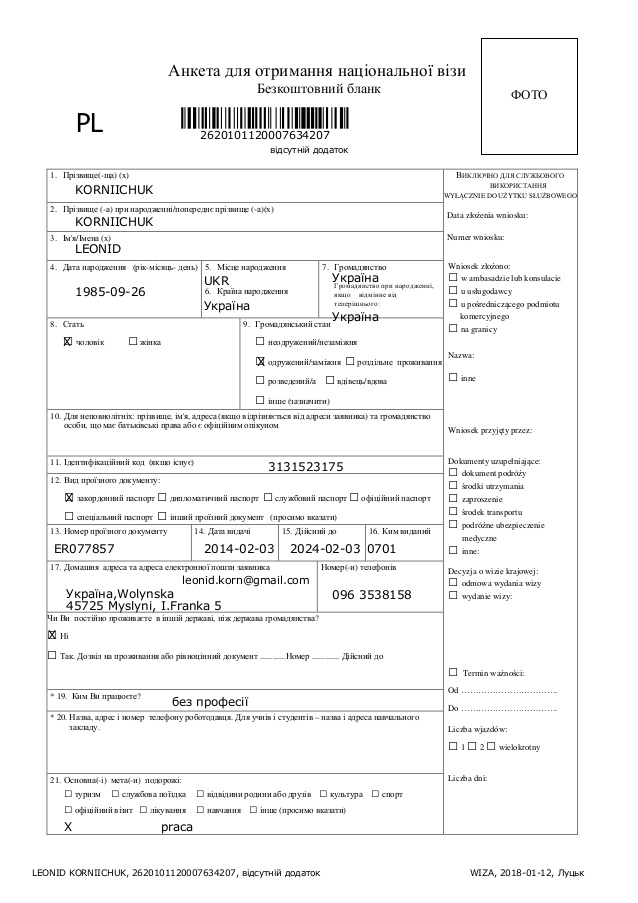 Анкета для отримання національної візи
Безкоштовний бланк
ФОТО
PL
2620101120007634207
відсутній додаток
1. Прізвище(-ща) (x)
KORNIICHUK
2. Прізвище (-а) при народженні/попереднє прізвище (-а)(x)
KORNIICHUK
3. Ім'я/Імена (x)
LEONID
4. Дата народження (рік-місяць- день)
1985-09-26
5. Місце народження
UKR
6. Країна народження
Україна
7. Громадянство
Україна
Громадянство при народженні,
якщо відмінне від
теперішнього:
Україна
8. Стать
☒ чоловік ☐ жінка
9. Громадянський стан
☐ неодружений/незаміжня
☒ одружений/заміжня ☐ роздільне проживання
☐ розведений/а ☐ вдівець/вдова
☐ інше (зазначити)
10. Для неповнолітніх: прізвище, ім'я, адреса (якщо відрізняється від адреси заявника) та громадянство
особи, що має батьківські права або є офіційним опікуном
11. Ідентифікаційний код (якщо існує)
3131523175
12. Вид проїзного документу:
☒ закордонний паспорт ☐ дипломатичний паспорт ☐ службовий паспорт ☐ офіційний паспорт
☐ спеціальний паспорт ☐ інший проїзний документ (просимо вказати)
13. Номер проїзного документу
ER077857
14. Дата видачі
2014-02-03
15. Дійсний до
2024-02-03
16. Ким виданий
0701
17. Домашня адреса та адреса електронної пошти заявника
leonid.korn@gmail.com
Україна,Wolynska
45725 Myslyni, I.Franka 5
Номер(-и) телефонів
096 3538158
Чи Ви постійно проживаєте в іншій державі, ніж держава громадянства?
☒ Ні
☐ Так. Дозвіл на проживання або рівноцінний документ ............Номер ............. Дійсний до
* 19. Ким Ви працюєте?
без професії
* 20. Назва, адрес і номер телефону роботодавця. Для учнів і студентів – назва і адреса навчального
закладу.
21. Основна(-і) мета(-и) подорожі:
☐ туризм ☐ службова поїздка ☐ відвідини родини або друзів ☐ культура ☐ спорт
☐ офіційний візит ☐ лікування ☐ навчання ☐ інше (просимо вказати)
X praca
ВИКЛЮЧНО ДЛЯ СЛУЖБОВОГО
ВИКОРИСТАННЯ
WYŁĄCZNIE DO UŻYTKU SŁUŻBOWEGO
Data złożenia wniosku:
Numer wniosku:
Wniosek złożono:
☐ w ambasadzie lub konsulacie
☐ u usługodawcy
☐ u pośredniczącego podmiotu
komercyjnego
☐ na granicy
Nazwa:
☐ inne
Wniosek przyjęty przez:
Dokumenty uzupełniające:
☐ dokument podróży
☐ środki utrzymania
☐ zaproszenie
☐ środek transportu
☐ podróżne ubezpieczenie
medyczne
☐ inne:
Decyzja o wizie krajowej:
☐ odmowa wydania wizy
☐ wydanie wizy:
☐ Termin ważności:
Od ……………………………
Do ……………………………
Liczba wjazdów:
☐ 1 ☐ 2 ☐ wielokrotny
Liczba dni:
LEONID KORNIICHUK, 2620101120007634207, відсутній додаток
WIZA, 2018-01-12, Луцьк